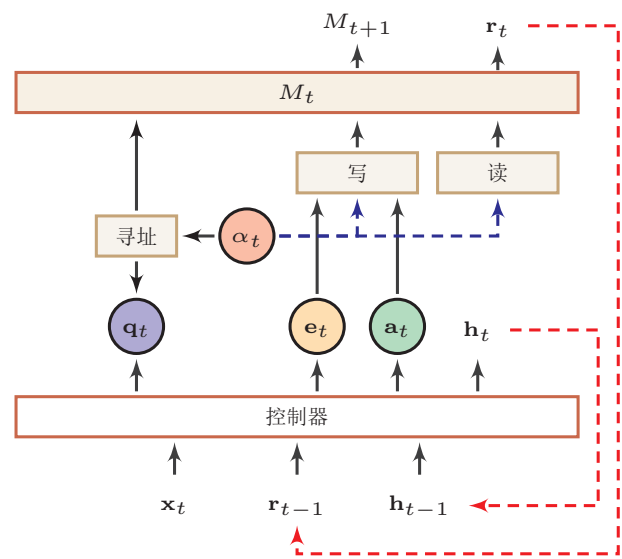 M_{t+1} r_t
M_t
写 读
寻址 α_t
q_t e_t a_t h_t
控制器
x_t r_{t−1} h_{t−1}